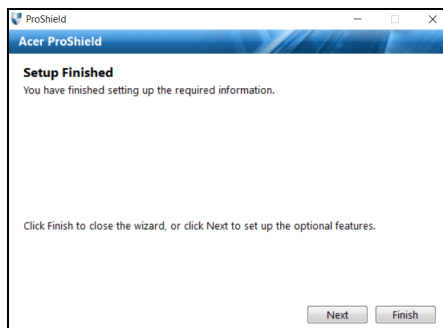 ProShield
Acer ProShield
Setup Finished
You have finished setting up the required information.
Click Finish to close the wizard, or click Next to set up the optional features.
Next Finish